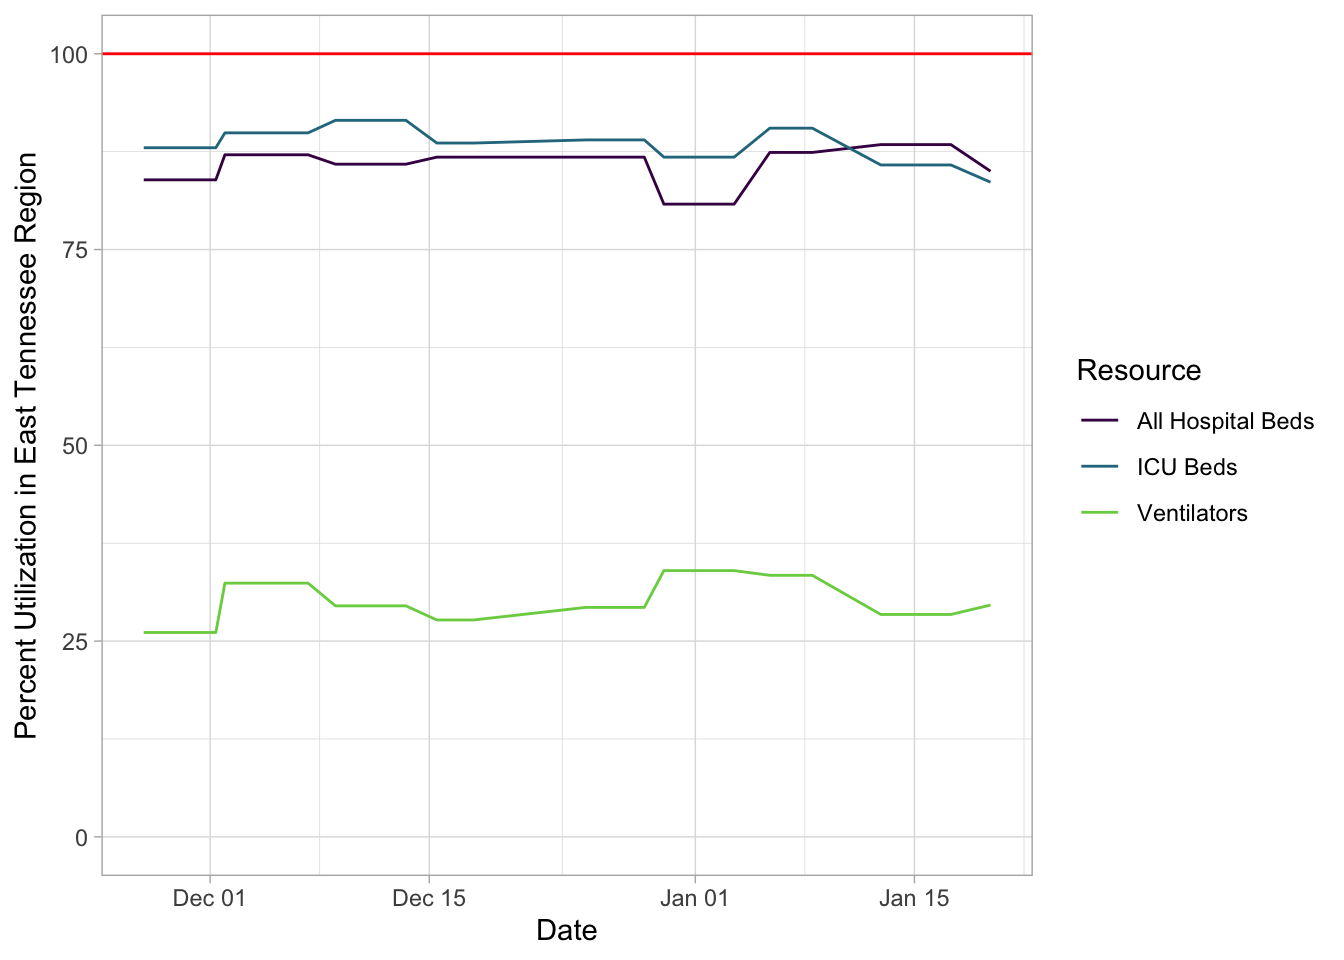 Percent Utilization in East Tennessee Region
100
75
50
25
0
Dec 01
Dec 15
Jan 01
Jan 15
Date
Resource
All Hospital Beds
ICU Beds
Ventilators